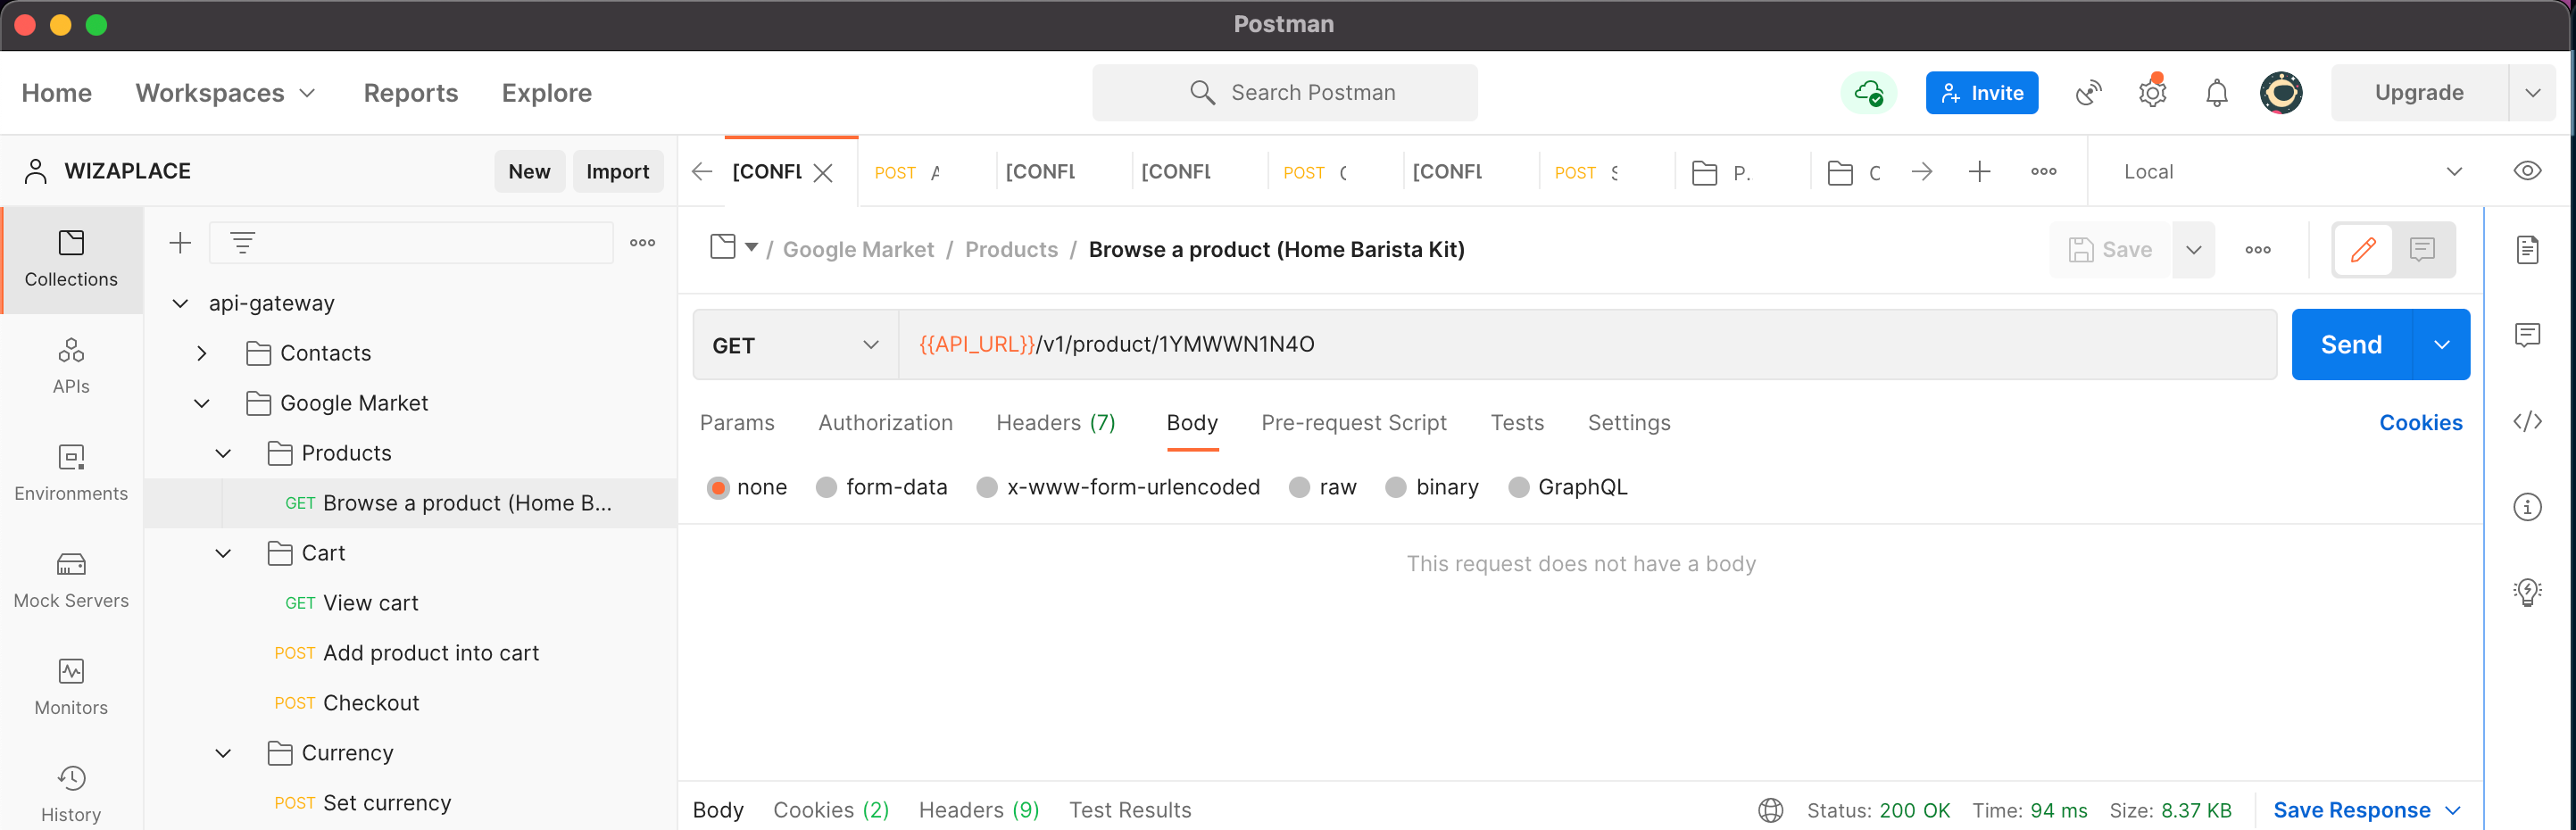 Postman
Home Workspaces Reports Explore Search Postman Invite Upgrade
WIZAPLACE New Import [CONFL POST [CONFL [CONFL POST [CONFL POST P. Local
Collections
APIs
Environments
Mock Servers
Monitors
History
api-gateway
Contacts
Google Market
Products
GET Browse a product (Home B...
Cart
GET View cart
POST Add product into cart
POST Checkout
Currency
POST Set currency
/ Google Market / Products / Browse a product (Home Barista Kit) Save
GET {{API_URL}}/v1/product/1YMWWN1N4O Send
Params Authorization Headers (7) Body Pre-request Script Tests Settings Cookies
none form-data x-www-form-urlencoded raw binary GraphQL
This request does not have a body
Body Cookies (2) Headers (9) Test Results Status: 200 OK Time: 94 ms Size: 8.37 KB Save Response